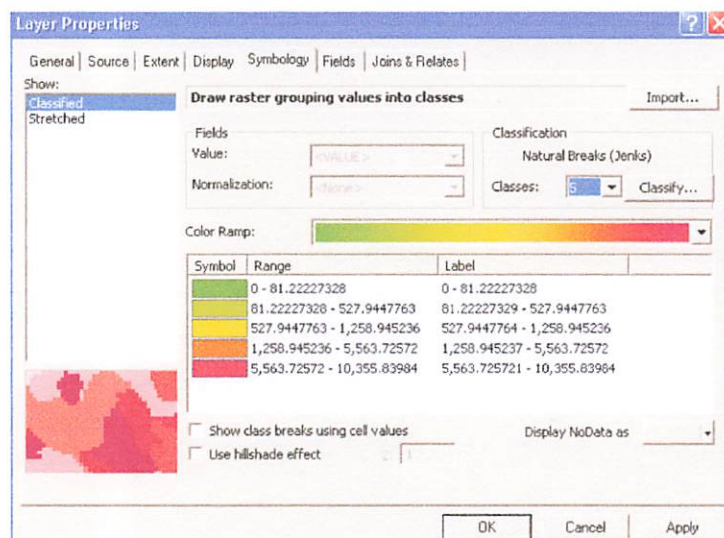 Layer Properties
General Source Extent Display Symbology Fields Joins & Relates
Show:
Classified
Stretched
Draw raster grouping values into classes
Import...
Fields
Value:
<VALUE>
Normalization:
<None>
Classification
Natural Breaks (Jenks)
Classes:
5
Classify...
Color Ramp:
Symbol Range Label
0 - 81.22227328 0 - 81.22227328
81.22227328 - 527.9447763 81.22227329 - 527.9447763
527.9447763 - 1,258.945236 527.9447764 - 1,258.945236
1,258.945236 - 5,563.72572 1,258.945237 - 5,563.72572
5,563.72572 - 10,355.83984 5,563.725721 - 10,355.83984
Show class breaks using cell values
Display NoData as
Use hillshade effect
Z: 1
OK Cancel Apply